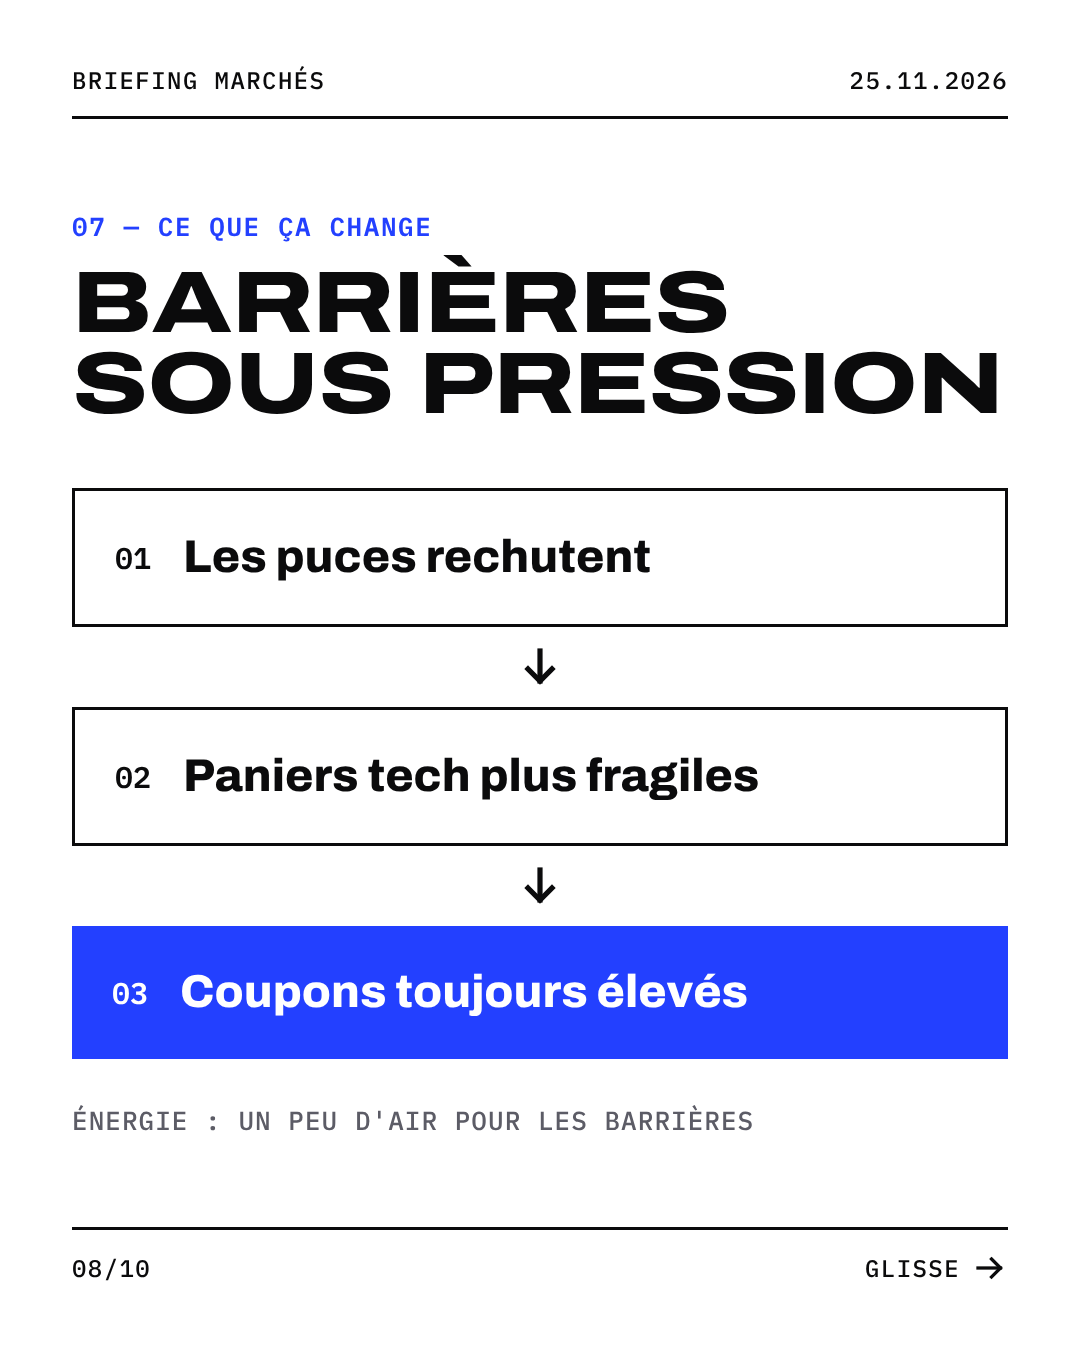 BRIEFING MARCHÉS
25.11.2026
07 — CE QUE ÇA CHANGE
BARRIÈRES
SOUS PRESSION
01 Les puces rechutent
↓
02 Paniers tech plus fragiles
↓
03 Coupons toujours élevés
ÉNERGIE : UN PEU D'AIR POUR LES BARRIÈRES
08/10
GLISSE →